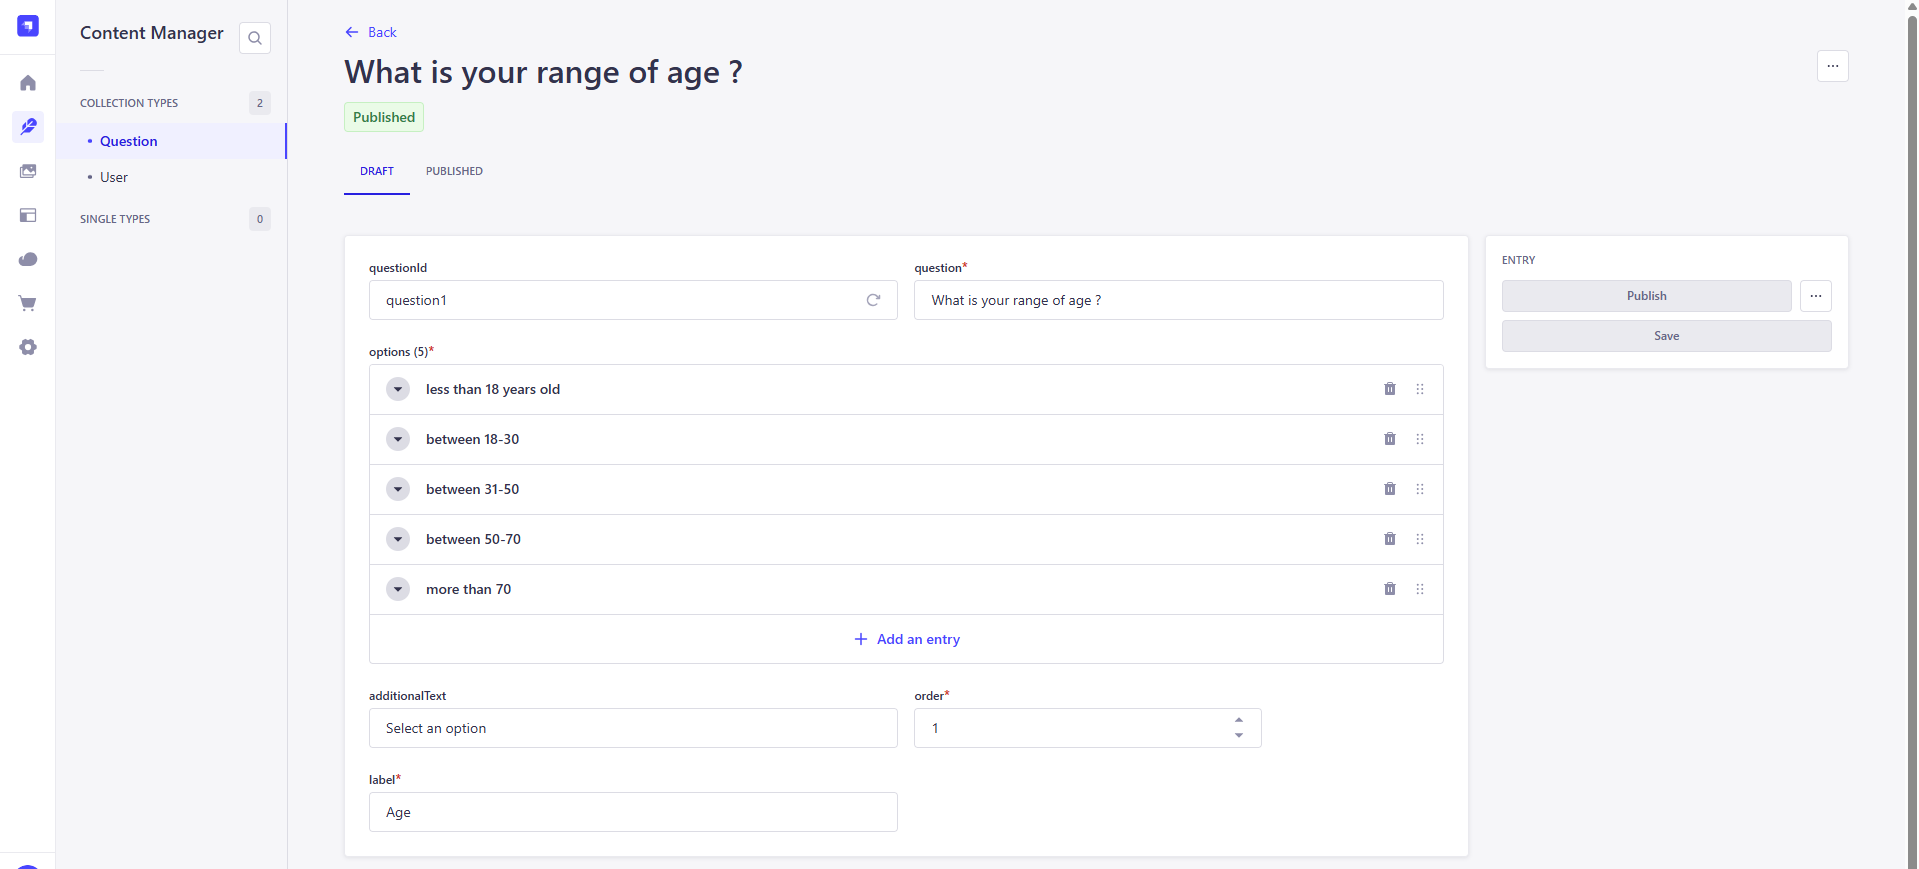 Content Manager
COLLECTION TYPES 2
Question
User
SINGLE TYPES 0
Back
What is your range of age ?
Published
DRAFT PUBLISHED
questionId question*
question1 What is your range of age ?
options (5)*
less than 18 years old
between 18-30
between 31-50
between 50-70
more than 70
Add an entry
additionalText order*
Select an option 1
label*
Age
ENTRY
Publish
Save